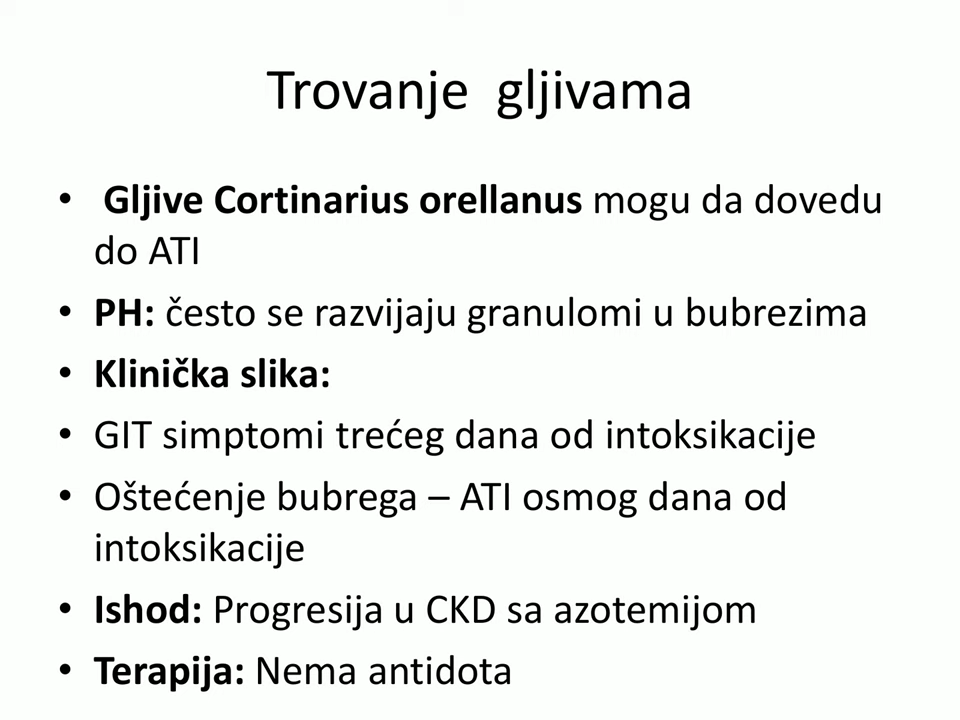 Trovanje gljivama
• Gljive Cortinarius orellanus mogu da dovedu
do ATI
• PH: često se razvijaju granulomi u bubrezima
• Klinička slika:
• GIT simptomi trećeg dana od intoksikacije
• Oštećenje bubrega – ATI osmog dana od
intoksikacije
• Ishod: Progresija u CKD sa azotemijom
• Terapija: Nema antidota